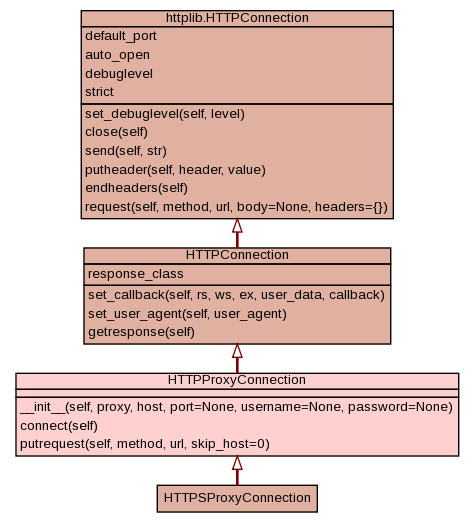 httplib.HTTPConnection
default_port
auto_open
debuglevel
strict
set_debuglevel(self, level)
close(self)
send(self, str)
putheader(self, header, value)
endheaders(self)
request(self, method, url, body=None, headers={})
HTTPConnection
response_class
set_callback(self, rs, ws, ex, user_data, callback)
set_user_agent(self, user_agent)
getresponse(self)
HTTPProxyConnection
__init__(self, proxy, host, port=None, username=None, password=None)
connect(self)
putrequest(self, method, url, skip_host=0)
HTTPSProxyConnection